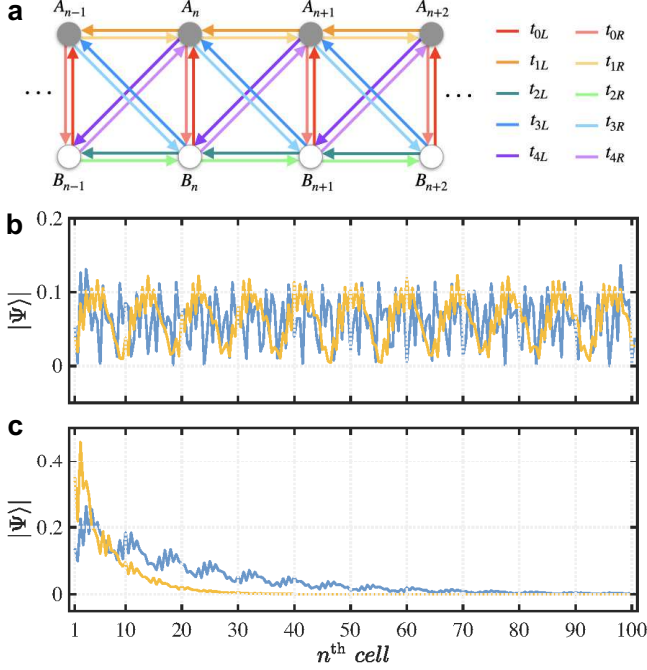 a
A_{n-1} A_n A_{n+1} A_{n+2}
t_{0L} t_{0R}
t_{1L} t_{1R}
t_{2L} t_{2R}
t_{3L} t_{3R}
t_{4L} t_{4R}
... ...
B_{n-1} B_n B_{n+1} B_{n+2}
b
0.2
0.1
0
|Ψ⟩|
c
0.4
0.2
0
|Ψ⟩|
1 10 20 30 40 50 60 70 80 90 100
n^{th} cell